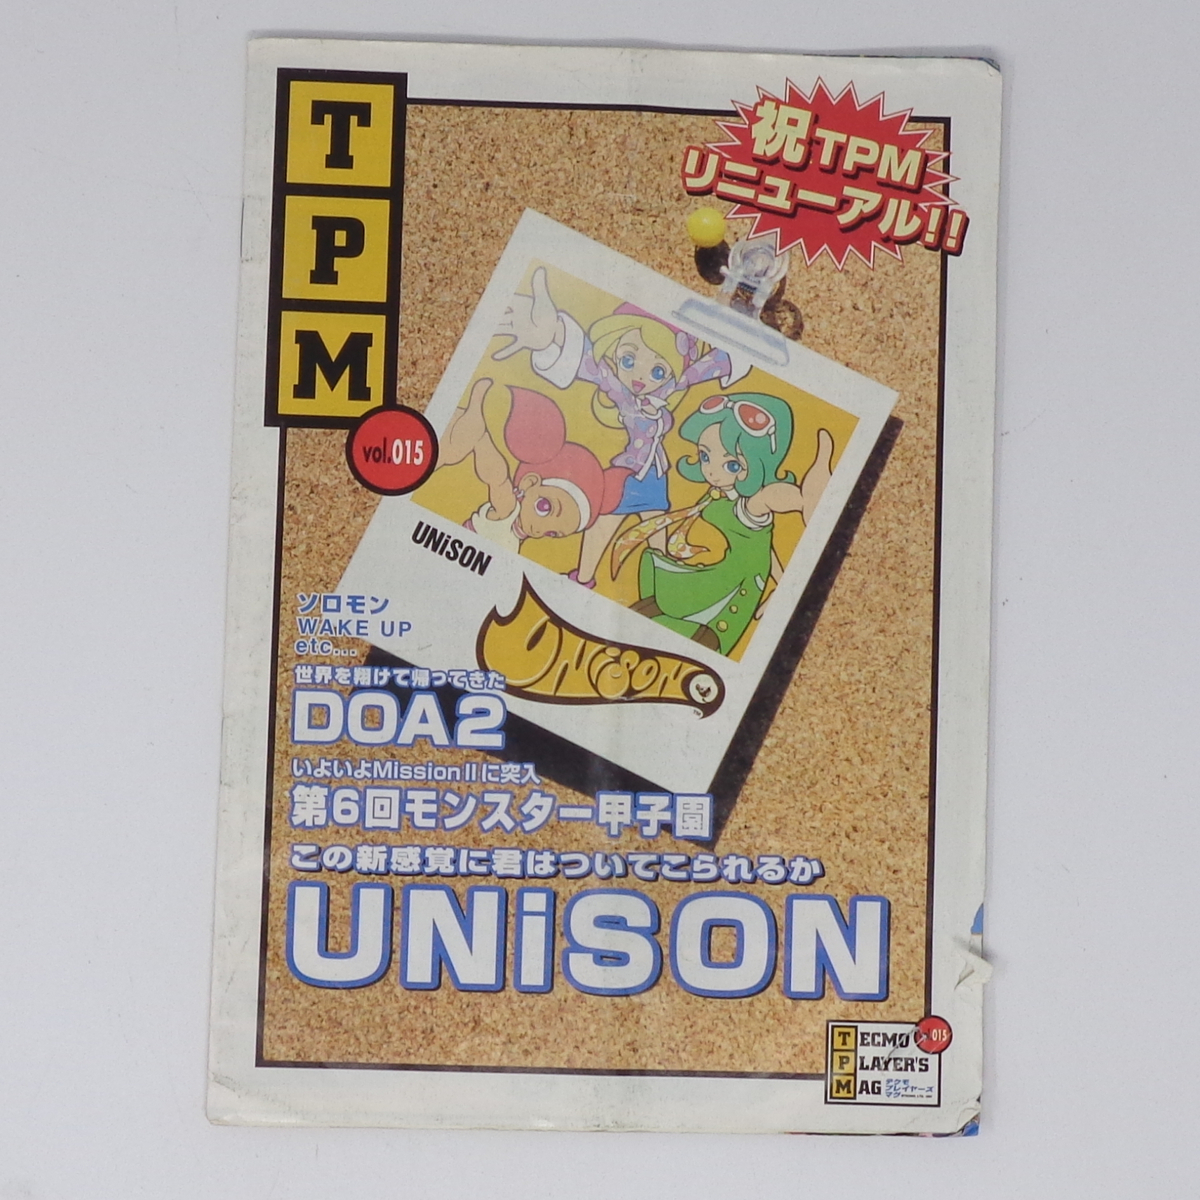 T
P
M
vol.015
祝TPM
リニューアル!!
UNiSON
UNiSON
TM
ソロモン
WAKE UP
etc...
世界を翔けて帰ってきた
DOA2
いよいよMissionⅡに突入
第6回モンスター甲子園
この新感覚に君はついてこられるか
UNiSON
TECMO
PLAYER'S
MAG
015
テクモ
プレイヤーズ
マグ